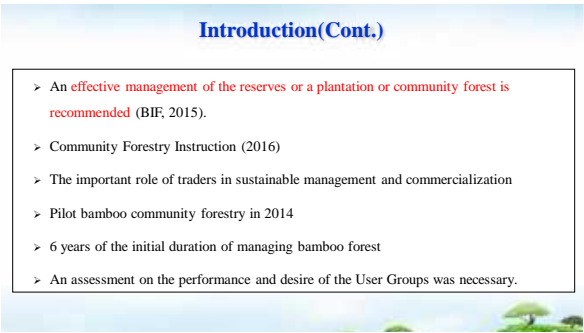 Introduction(Cont.)
➢ An effective management of the reserves or a plantation or community forest is
recommended (BIF, 2015).
➢ Community Forestry Instruction (2016)
➢ The important role of traders in sustainable management and commercialization
➢ Pilot bamboo community forestry in 2014
➢ 6 years of the initial duration of managing bamboo forest
➢ An assessment on the performance and desire of the User Groups was necessary.